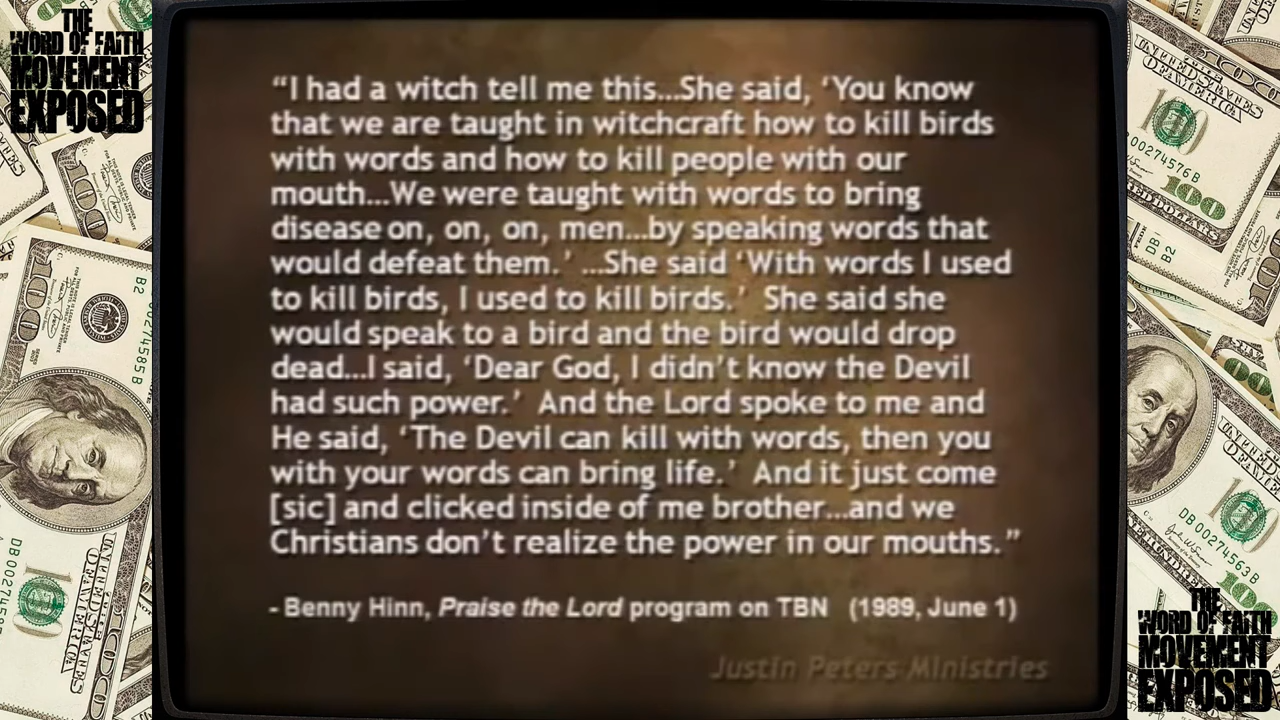 THE
WORD OF FAITH
MOVEMENT
EXPOSED
“I had a witch tell me this...She said, ‘You know
that we are taught in witchcraft how to kill birds
with words and how to kill people with our
mouth...We were taught with words to bring
disease on, on, on, men...by speaking words that
would defeat them.’ ...She said ‘With words I used
to kill birds, I used to kill birds.’ She said she
would speak to a bird and the bird would drop
dead...I said, ‘Dear God, I didn’t know the Devil
had such power.’ And the Lord spoke to me and
He said, ‘The Devil can kill with words, then you
with your words can bring life.’ And it just come
[sic] and clicked inside of me brother...and we
Christians don’t realize the power in our mouths.”
- Benny Hinn, Praise the Lord program on TBN (1989, June 1)
Justin Peters Ministries
THE
WORD OF FAITH
MOVEMENT
EXPOSED